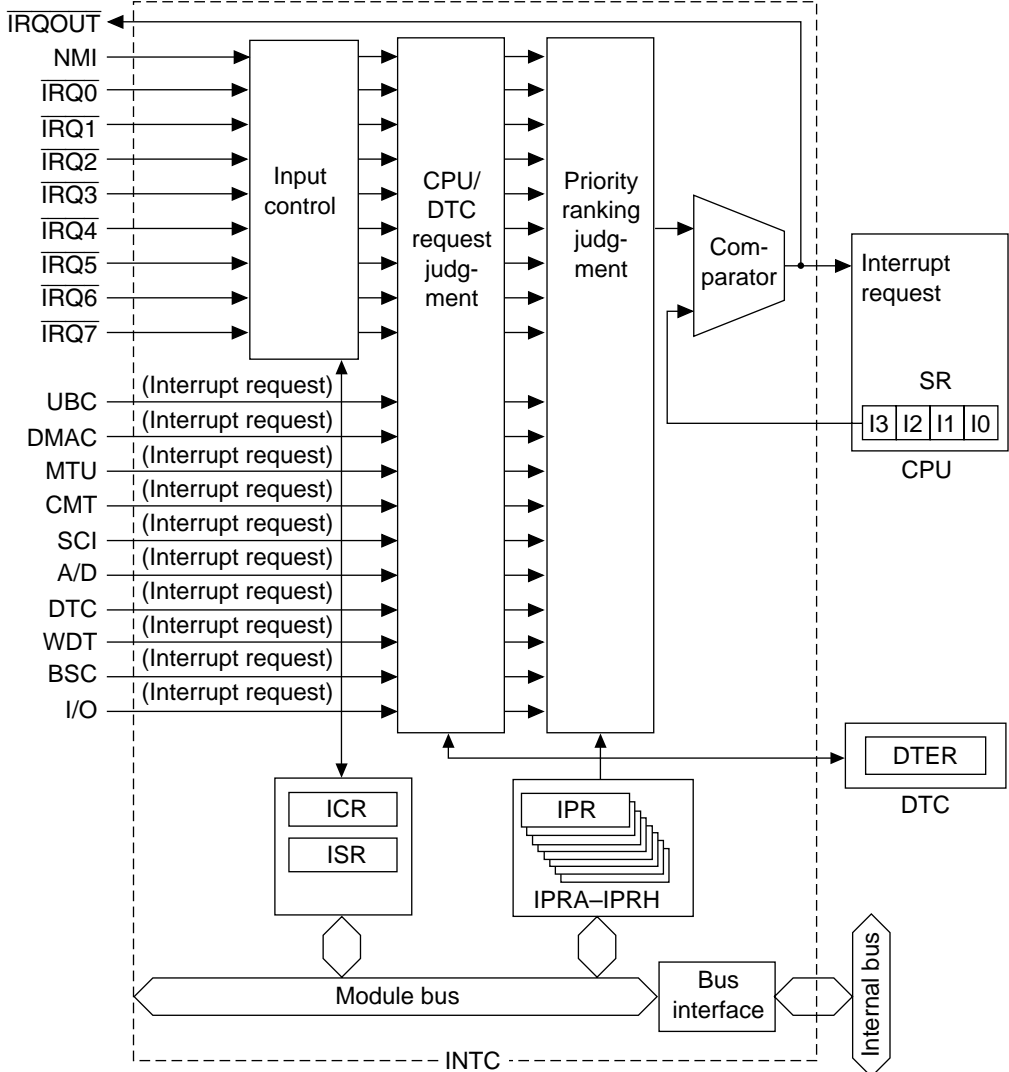 IRQOUT
NMI
IRQ0
IRQ1
IRQ2
IRQ3
IRQ4
IRQ5
IRQ6
IRQ7
UBC
DMAC
MTU
CMT
SCI
A/D
DTC
WDT
BSC
I/O
(Interrupt request)
(Interrupt request)
(Interrupt request)
(Interrupt request)
(Interrupt request)
(Interrupt request)
(Interrupt request)
(Interrupt request)
(Interrupt request)
(Interrupt request)
Input
control
CPU/
DTC
request
judg-
ment
Priority
ranking
judg-
ment
Com-
parator
Interrupt
request
SR
I3 I2 I1 I0
CPU
DTER
DTC
ICR
ISR
IPR
IPRA–IPRH
Module bus
Bus
interface
Internal bus
INTC